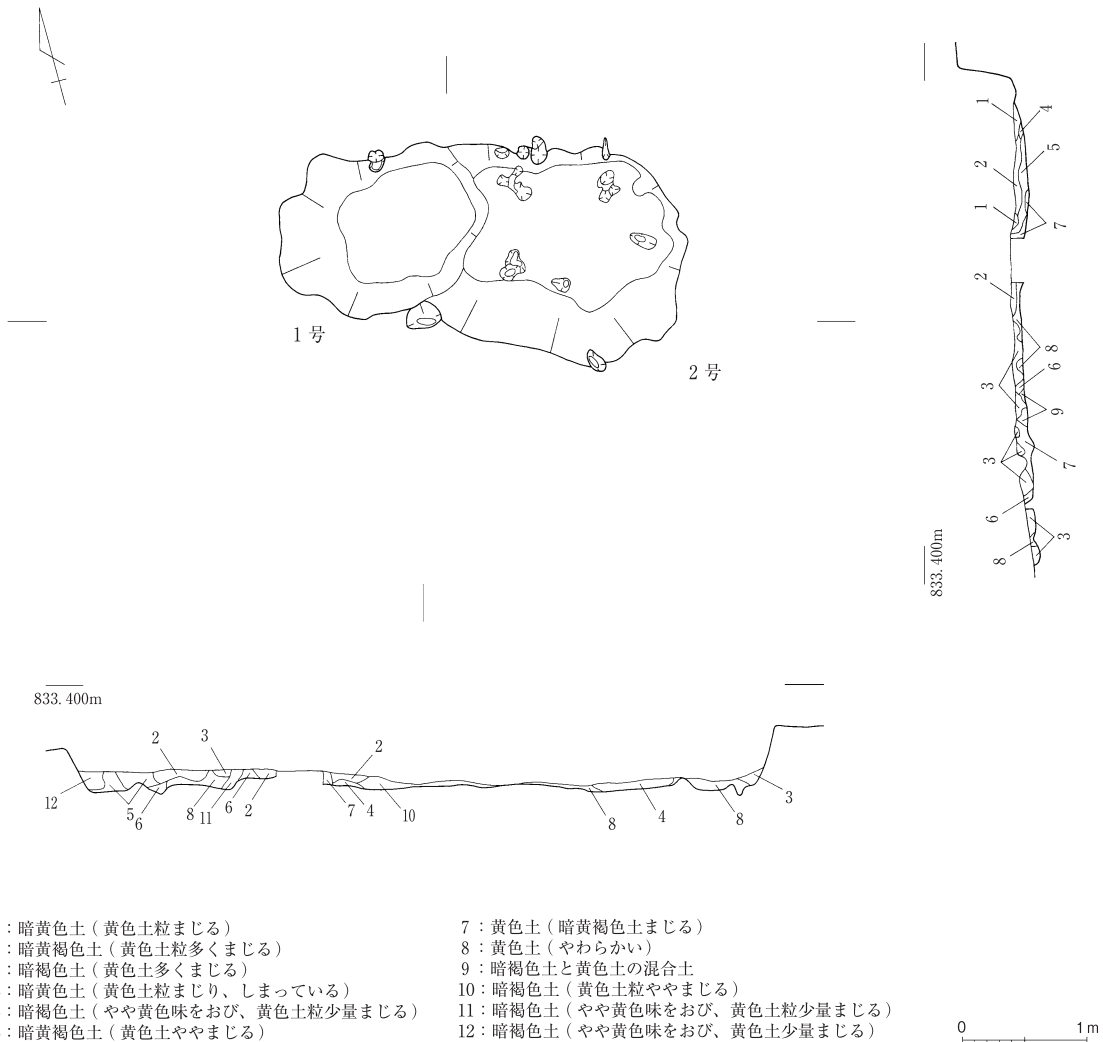 1号
2号
1
4
5
2
1
7
2
8
6
3
9
3
7
6
3
8
833.400m
833.400m
2
3
2
12
5
6
8
11
6
2
7
4
10
8
4
8
3
：暗黄色土（黄色土粒まじる）
：暗黄褐色土（黄色土粒多くまじる）
：暗褐色土（黄色土多くまじる）
：暗黄色土（黄色土粒まじり、しまっている）
：暗褐色土（やや黄色味をおび、黄色土粒少量まじる）
：暗黄褐色土（黄色土ややまじる）
7：黄色土（暗黄褐色土まじる）
8：黄色土（やわらかい）
9：暗褐色土と黄色土の混合土
10：暗褐色土（黄色土粒ややまじる）
11：暗褐色土（やや黄色味をおび、黄色土粒少量まじる）
12：暗褐色土（やや黄色味をおび、黄色土少量まじる）
0 1m